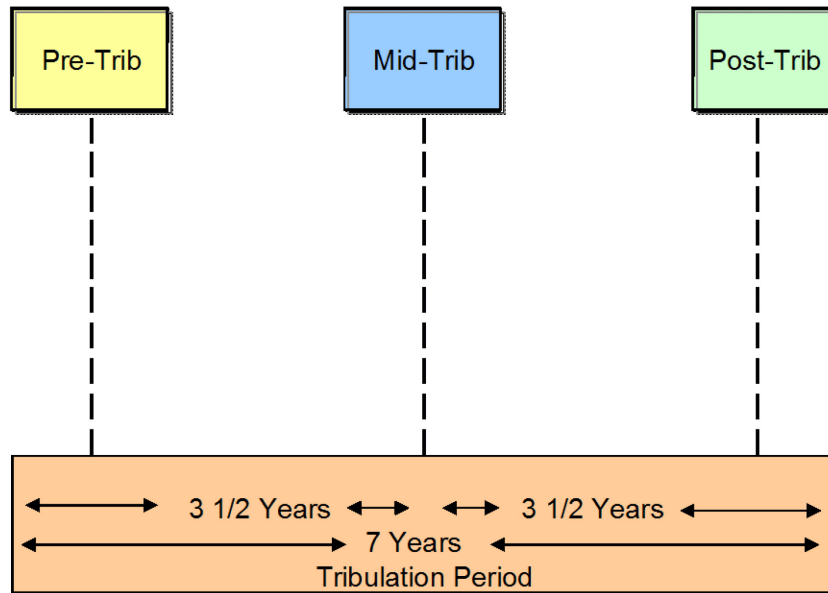 Pre-Trib
Mid-Trib
Post-Trib
3 1/2 Years
3 1/2 Years
7 Years
Tribulation Period